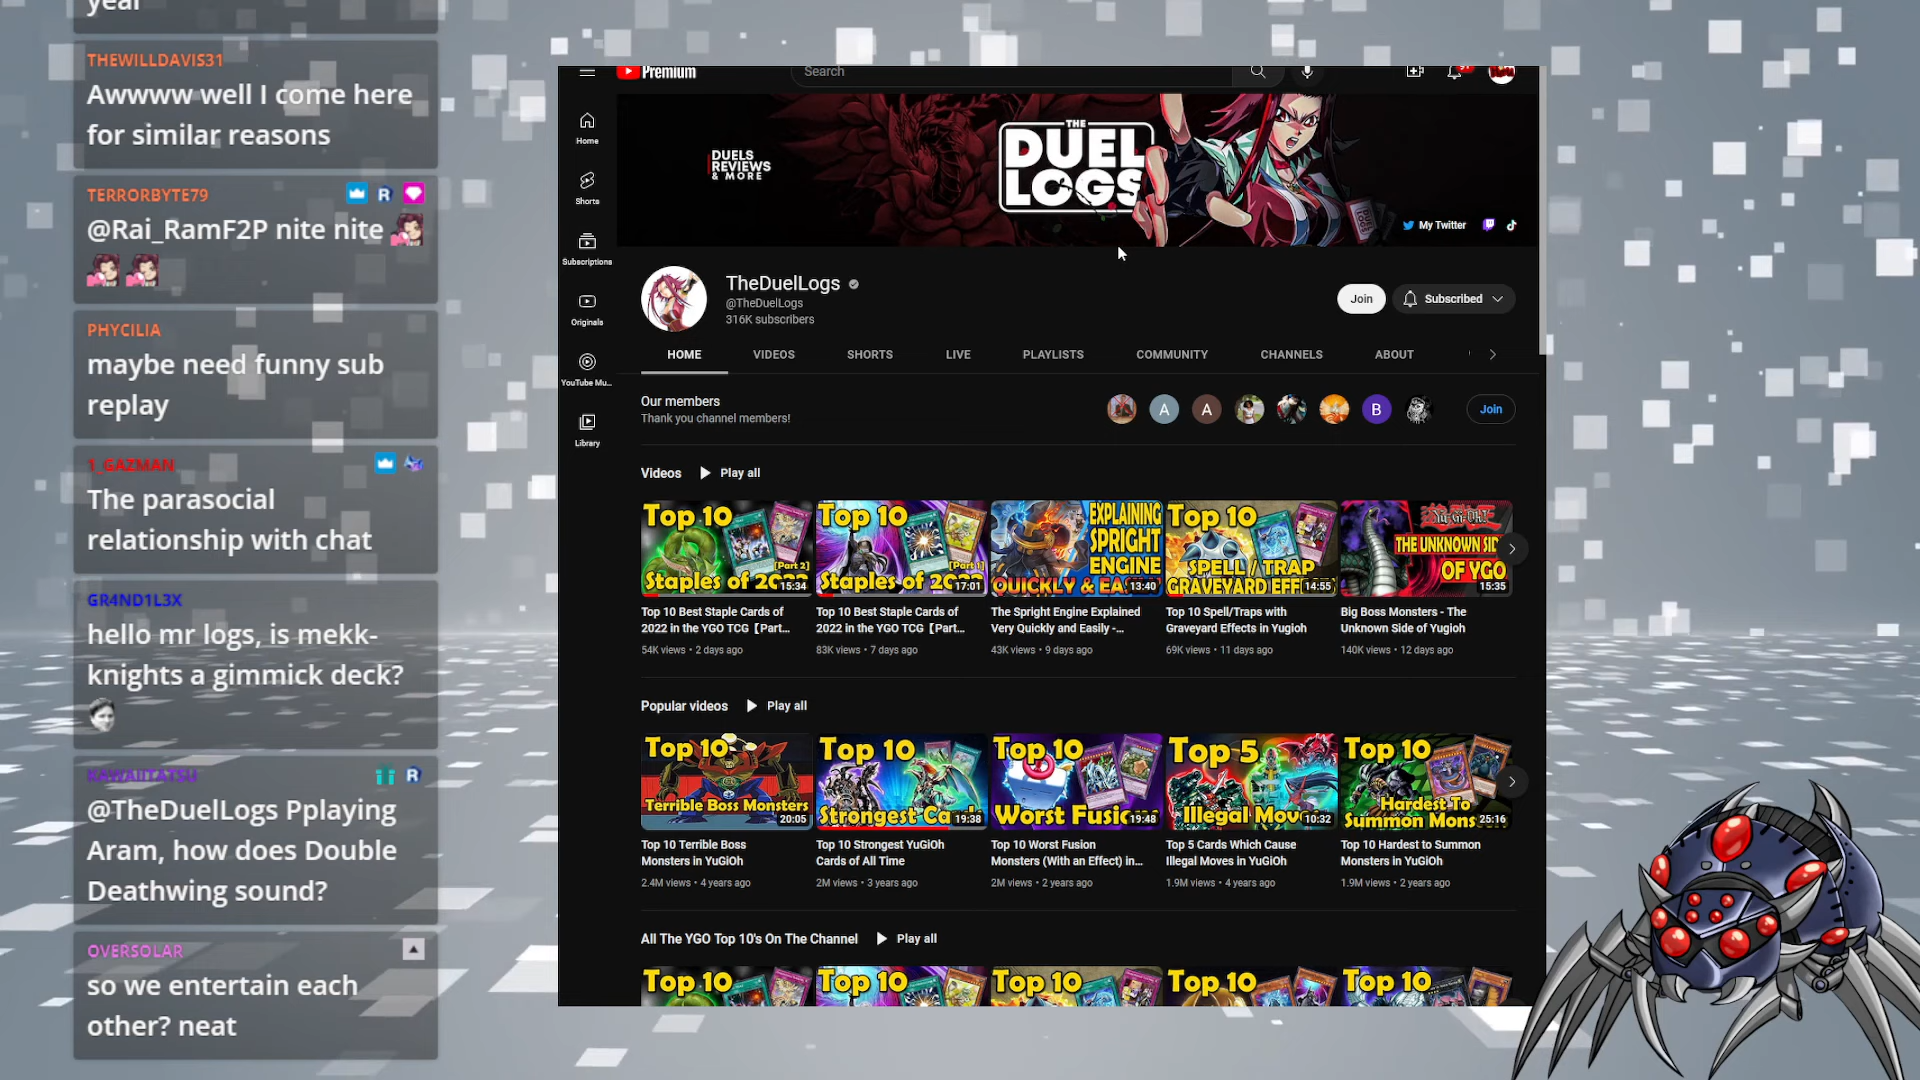 year
THEWILLDAVIS31
Awwww well I come here
for similar reasons
TERRORBYTE79
@Rai_RamF2P nite nite
PHYCILIA
maybe need funny sub
replay
1_GAZMAN
The parasocial
relationship with chat
GR4ND1L3X
hello mr logs, is mekk-
knights a gimmick deck?
KAWAIITATSU
@TheDuelLogs Pplaying
Aram, how does Double
Deathwing sound?
OVERSOLAR
so we entertain each
other? neat
Premium
Search
9+
Home
Shorts
Subscriptions
Originals
YouTube Mu...
Library
DUELS
REVIEWS
& MORE
THE
DUEL
LOGS
My Twitter
TheDuelLogs
@TheDuelLogs
316K subscribers
Join
Subscribed
HOME VIDEOS SHORTS LIVE PLAYLISTS COMMUNITY CHANNELS ABOUT
Our members
Thank you channel members!
A A B
Join
Videos Play all
Top 10
[Part 2]
Staples of 2022
15:34
Top 10 Best Staple Cards of
2022 in the YGO TCG【Part...
54K views • 2 days ago
Top 10
[Part 1]
Staples of 2022
17:01
Top 10 Best Staple Cards of
2022 in the YGO TCG【Part...
83K views • 7 days ago
EXPLAINING
SPRIGHT
ENGINE
QUICKLY & EA
13:40
The Spright Engine Explained
Very Quickly and Easily -...
43K views • 9 days ago
Top 10
SPELL/TRAP
GRAVEYARD EFFE
14:55
Top 10 Spell/Traps with
Graveyard Effects in Yugioh
69K views • 11 days ago
Yu-Gi-Oh!
THE UNKNOWN SID
OF YGO
15:35
Big Boss Monsters - The
Unknown Side of Yugioh
140K views • 12 days ago
Popular videos Play all
Top 10
Terrible Boss Monsters
20:05
Top 10 Terrible Boss
Monsters in YuGiOh
2.4M views • 4 years ago
Top 10
Strongest Ca
19:38
Top 10 Strongest YuGiOh
Cards of All Time
2M views • 3 years ago
Top 10
Worst Fusio
19:48
Top 10 Worst Fusion
Monsters (With an Effect) in...
2M views • 2 years ago
Top 5
Illegal Mov
10:32
Top 5 Cards Which Cause
Illegal Moves in YuGiOh
1.9M views • 4 years ago
Top 10
Hardest To
Summon Mons
25:16
Top 10 Hardest to Summon
Monsters in YuGiOh
1.9M views • 2 years ago
All The YGO Top 10's On The Channel Play all
Top 10
Top 10
Top 10
Top 10
Top 10